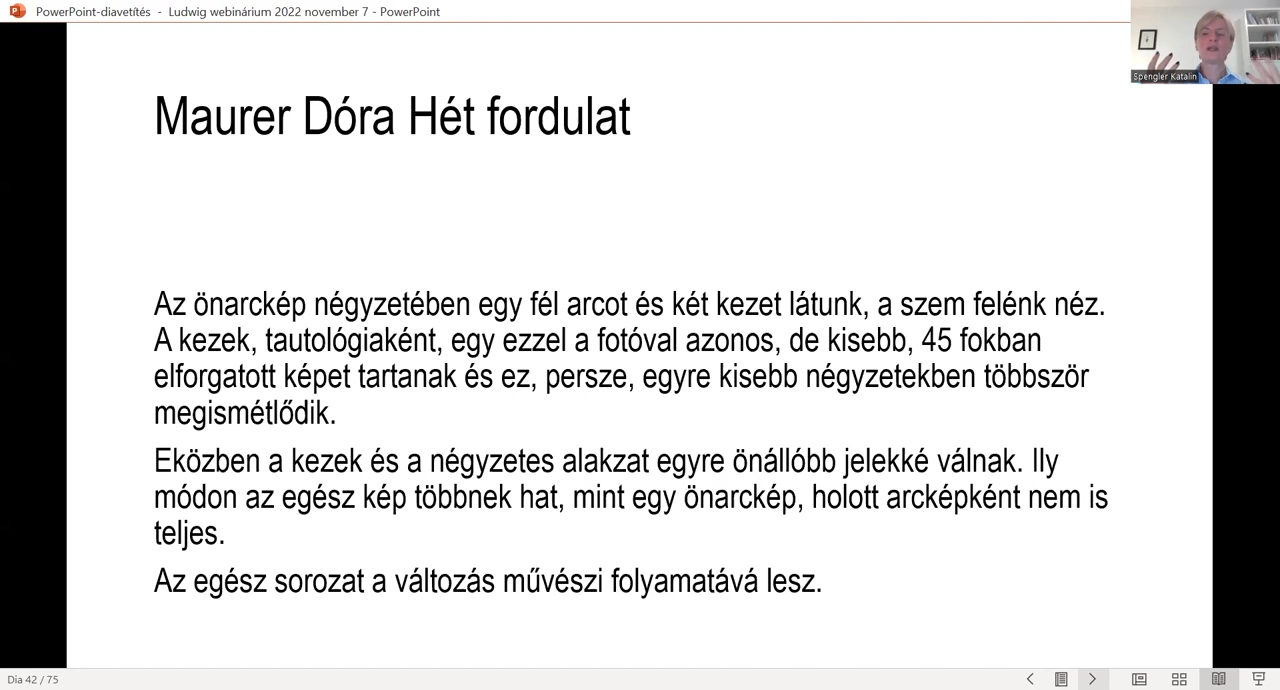 PowerPoint-diavetítés - Ludwig webinárium 2022 november 7 - PowerPoint
Spengler Katalin
Maurer Dóra Hét fordulat
Az önarckép négyzetében egy fél arcot és két kezet látunk, a szem felénk néz.
A kezek, tautológiaként, egy ezzel a fotóval azonos, de kisebb, 45 fokban
elforgatott képet tartanak és ez, persze, egyre kisebb négyzetekben többször
megismétlődik.
Eközben a kezek és a négyzetes alakzat egyre önállóbb jelekké válnak. Ily
módon az egész kép többnek hat, mint egy önarckép, holott arcképként nem is
teljes.
Az egész sorozat a változás művészi folyamatává lesz.
Dia 42 / 75